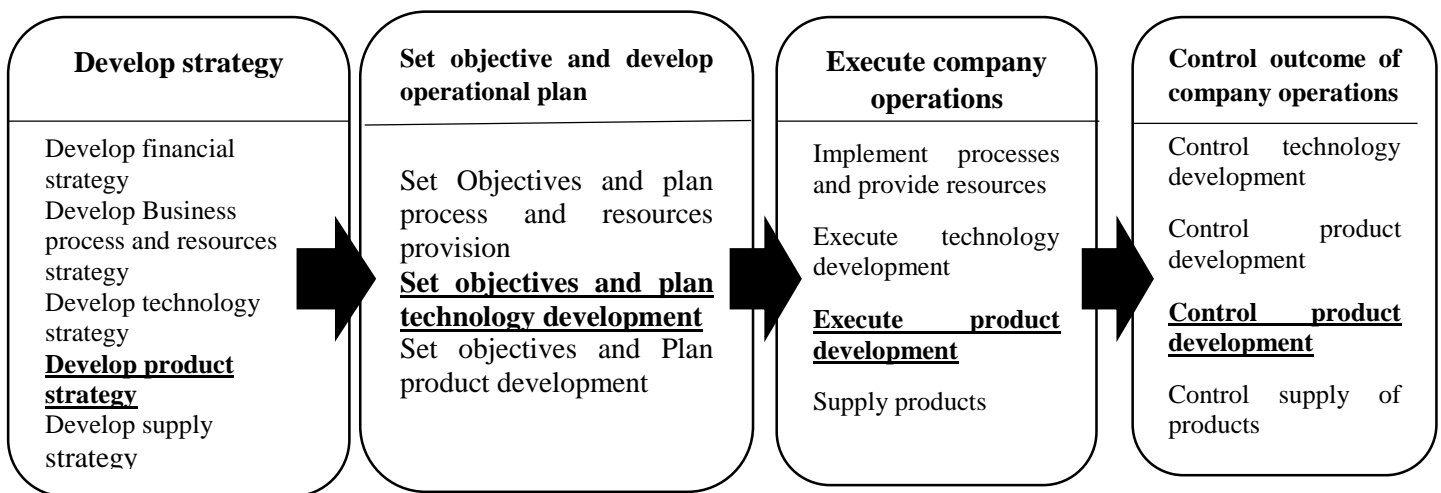 Develop strategy
Develop financial
strategy
Develop Business
process and resources
strategy
Develop technology
strategy
Develop product
strategy
Develop supply
strategy
Set objective and develop
operational plan
Set Objectives and plan
process and resources
provision
Set objectives and plan
technology development
Set objectives and Plan
product development
Execute company
operations
Implement processes
and provide resources
Execute technology
development
Execute product
development
Supply products
Control outcome of
company operations
Control technology
development
Control product
development
Control product
development
Control supply of
products